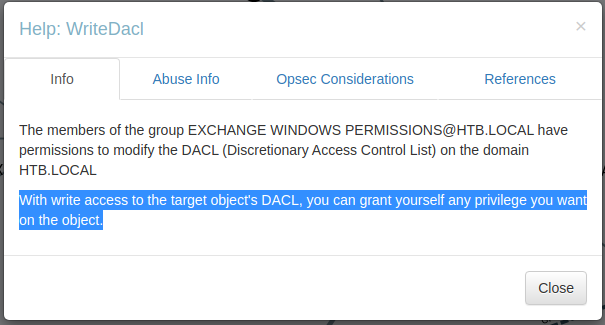 Help: WriteDacl
×
Info Abuse Info Opsec Considerations References
The members of the group EXCHANGE WINDOWS PERMISSIONS@HTB.LOCAL have
permissions to modify the DACL (Discretionary Access Control List) on the domain
HTB.LOCAL
With write access to the target object's DACL, you can grant yourself any privilege you want
on the object.
Close